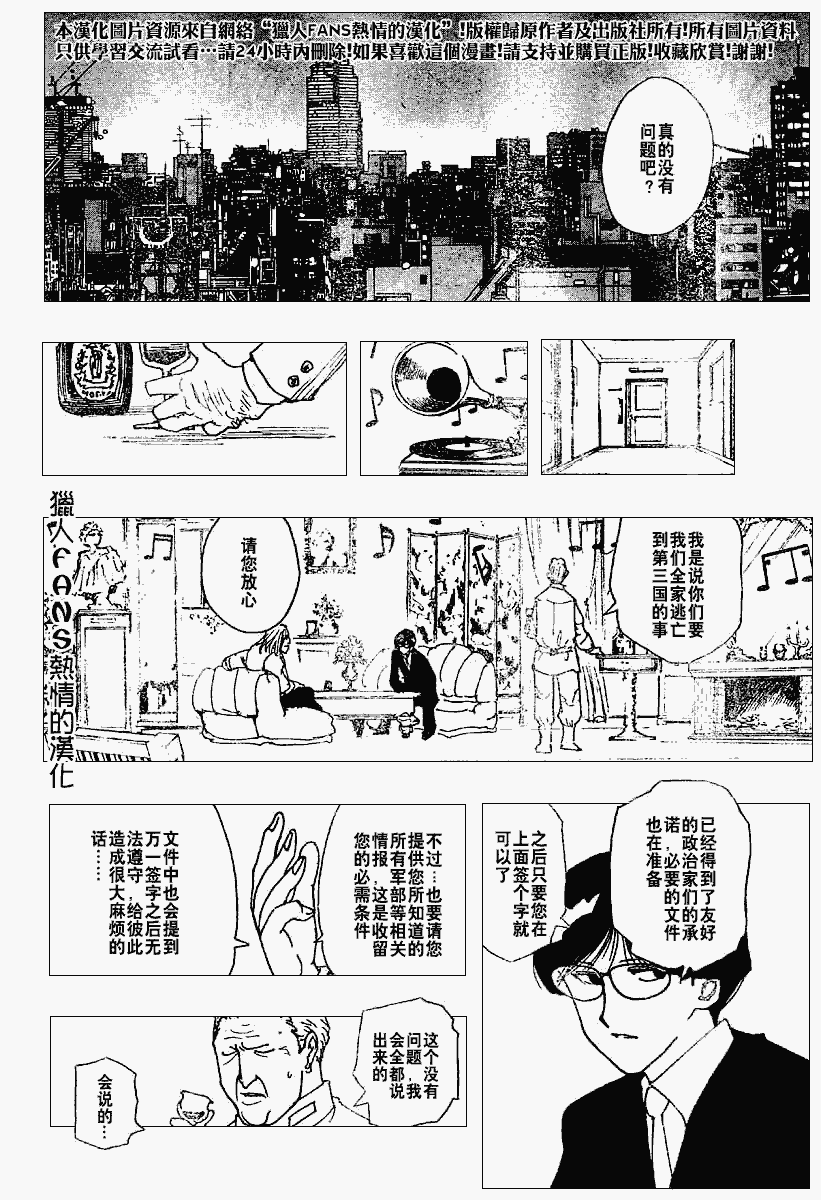 本漢化圖片資源來自網絡“獵人FANS熱情的漢化”!版權歸原作者及出版社所有!所有圖片資料
只供學習交流試看…請24小時內刪除!如果喜歡這個漫畫!請支持並購買正版!收藏欣賞!謝謝!
真的没有
问题吧?
獵人FANS熱情的漢化
我是说你们要
我们全家逃亡
到第三国的事
请您
放心
已经得到了友好
的政治家们的承
诺,必要的文件
也在准备
之后只要您在
上面签个字就
可以了
不过…也要请您
提供您所知道的
所有军部等相关
情报,这是收留
您的必需条件
文件中也会提到
万一签字之后无
法遵守,给彼此
造成很大麻烦的
话……
这个没有
问题,我
会全都说
出来的
会说的…